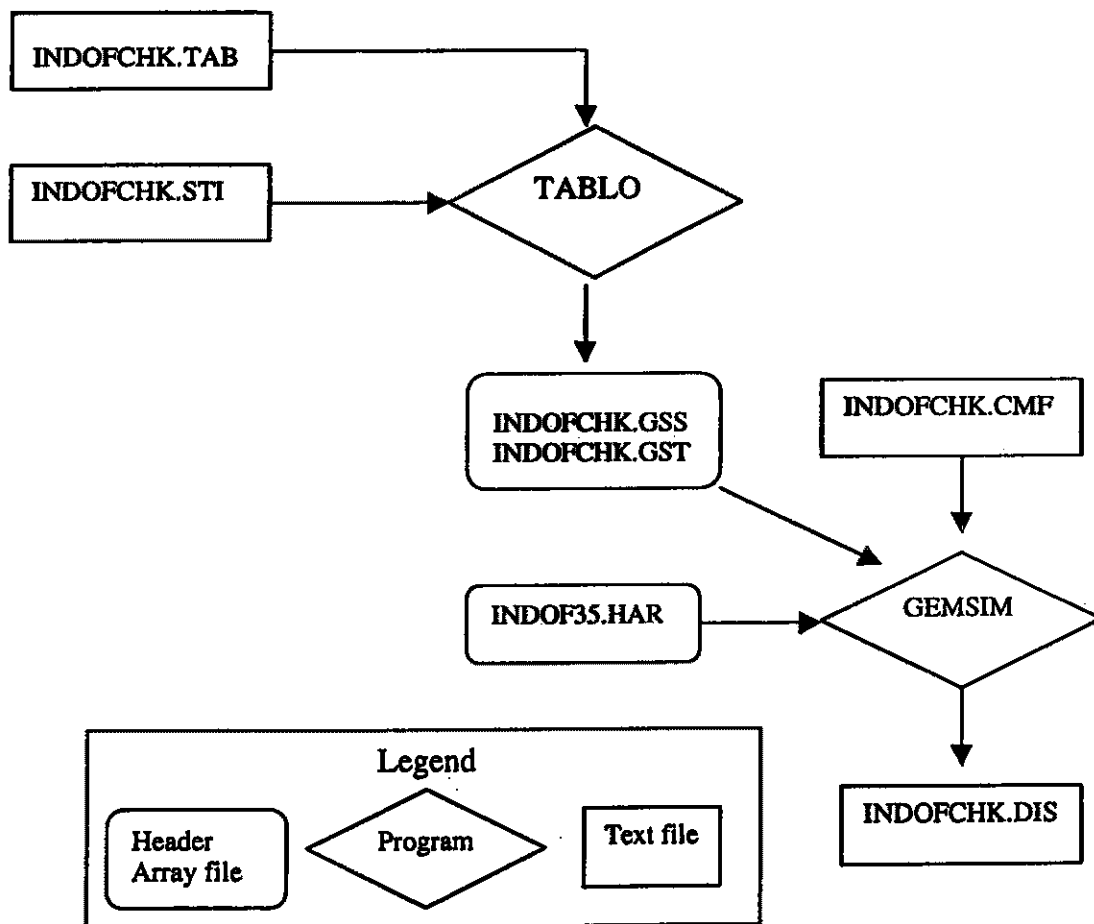 INDOFCHK.TAB
INDOFCHK.STI
TABLO
INDOFCHK.GSS
INDOFCHK.GST
INDOFCHK.CMF
INDOF35.HAR
GEMSIM
INDOFCHK.DIS
Legend
Header
Array file
Program
Text file